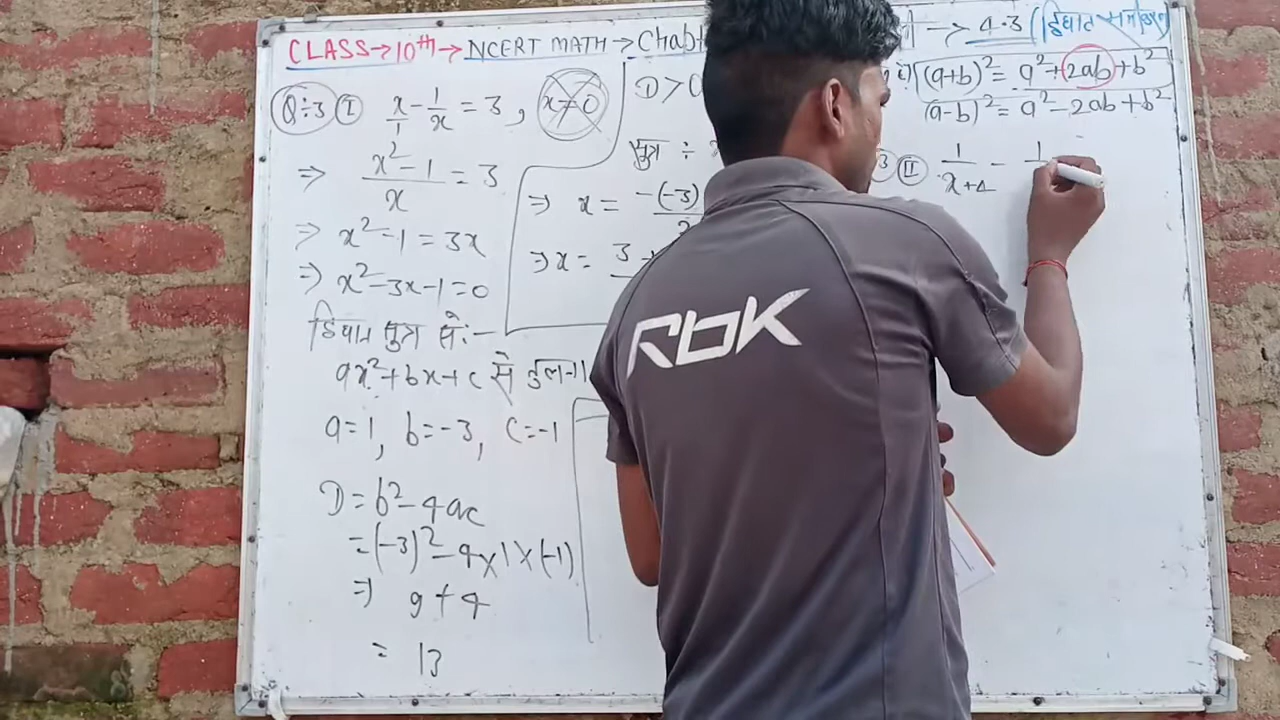 CLASS→10th→NCERT MATH→Chapt
→ 4.3 (द्विघात समीकरण)
Q÷3 (I) x/1 - 1/x = 3, x≠0
⇒ (x²-1)/x = 3
⇒ x²-1=3x
⇒ x²-3x-1=0
द्विघात सूत्र से:-
ax²+bx+c से तुलना
a=1, b=-3, c=-1
D=b²-4ac
=(-3)²-4×1×(-1)
⇒ 9+4
= 13
D>0
सूत्र ÷
⇒ x= -(-3)
⇒x= 3
(a+b)² = a²+2ab+b²
(a-b)² = a²-2ab+b²
3 (II) 1/(x+4) - 1
RbK